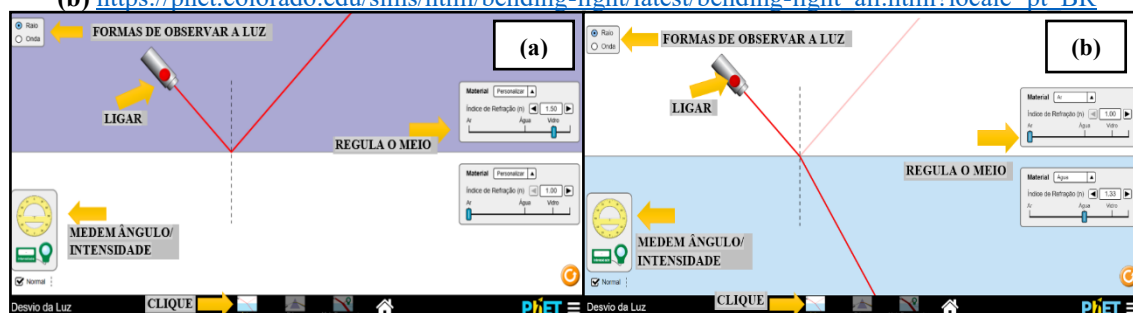 (b) https://phet.colorado.edu/sims/html/bending-light/latest/bending-light_all.html?locale=pt_BR
Raio
Onda
FORMAS DE OBSERVAR A LUZ
(a)
LIGAR
Material Personalizar
Índice de Refração (n) 1.50
Ar Água Vidro
REGULA O MEIO
Material Personalizar
Índice de Refração (n) 1.00
Ar Água Vidro
MEDEM ÂNGULO/
INTENSIDADE
Normal
Desvio da Luz
CLIQUE
PhET
Raio
Onda
FORMAS DE OBSERVAR A LUZ
(b)
LIGAR
Material Ar
Índice de Refração (n) 1.00
Ar Água Vidro
REGULA O MEIO
Material Água
Índice de Refração (n) 1.33
Ar Água Vidro
MEDEM ÂNGULO/
INTENSIDADE
Normal
Desvio da Luz
CLIQUE
PhET